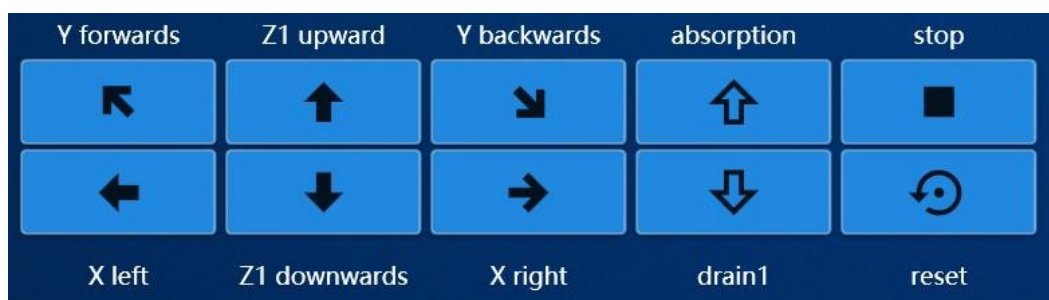 Y forwards Z1 upward Y backwards absorption stop
X left Z1 downwards X right drain1 reset